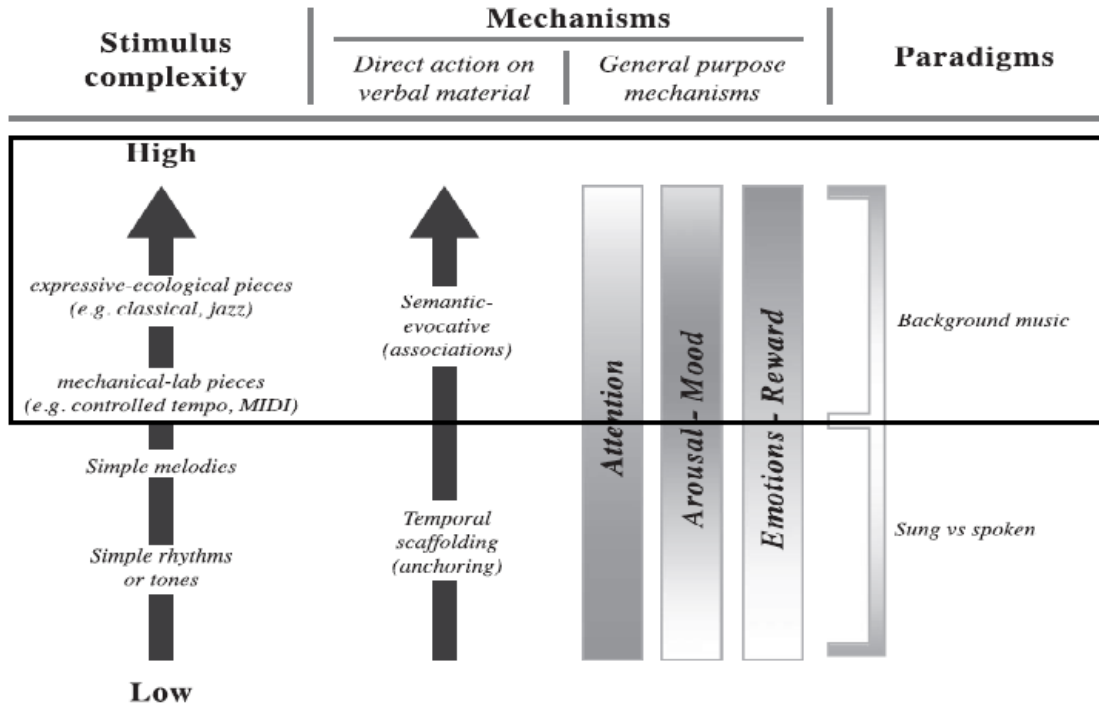 Stimulus
complexity
Mechanisms
Direct action on
verbal material
General purpose
mechanisms
Paradigms
High
expressive-ecological pieces
(e.g. classical, jazz)
mechanical-lab pieces
(e.g. controlled tempo, MIDI)
Simple melodies
Simple rhythms
or tones
Low
Semantic-
evocative
(associations)
Temporal
scaffolding
(anchoring)
Attention
Arousal - Mood
Emotions - Reward
Background music
Sung vs spoken